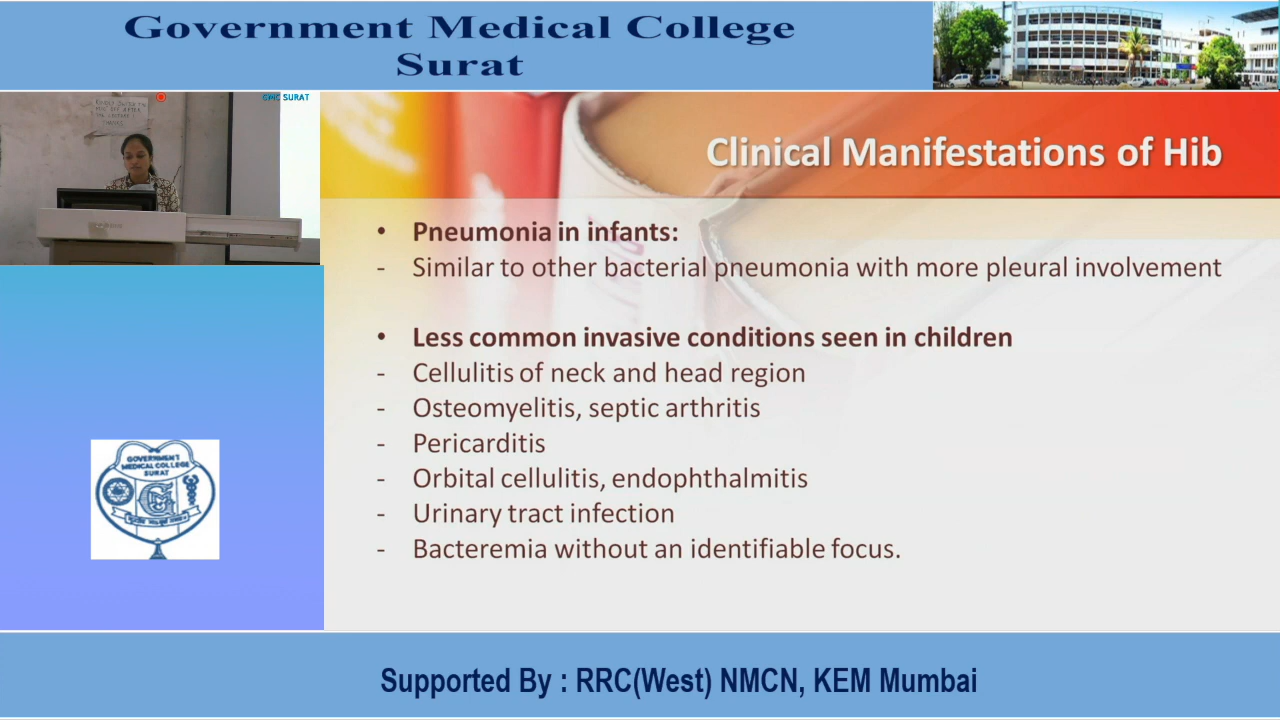 Government Medical College
Surat
GMC SURAT
Clinical Manifestations of Hib
• Pneumonia in infants:
- Similar to other bacterial pneumonia with more pleural involvement
• Less common invasive conditions seen in children
- Cellulitis of neck and head region
- Osteomyelitis, septic arthritis
- Pericarditis
- Orbital cellulitis, endophthalmitis
- Urinary tract infection
- Bacteremia without an identifiable focus.
GOVERNMENT
MEDICAL COLLEGE
SURAT
Supported By : RRC(West) NMCN, KEM Mumbai